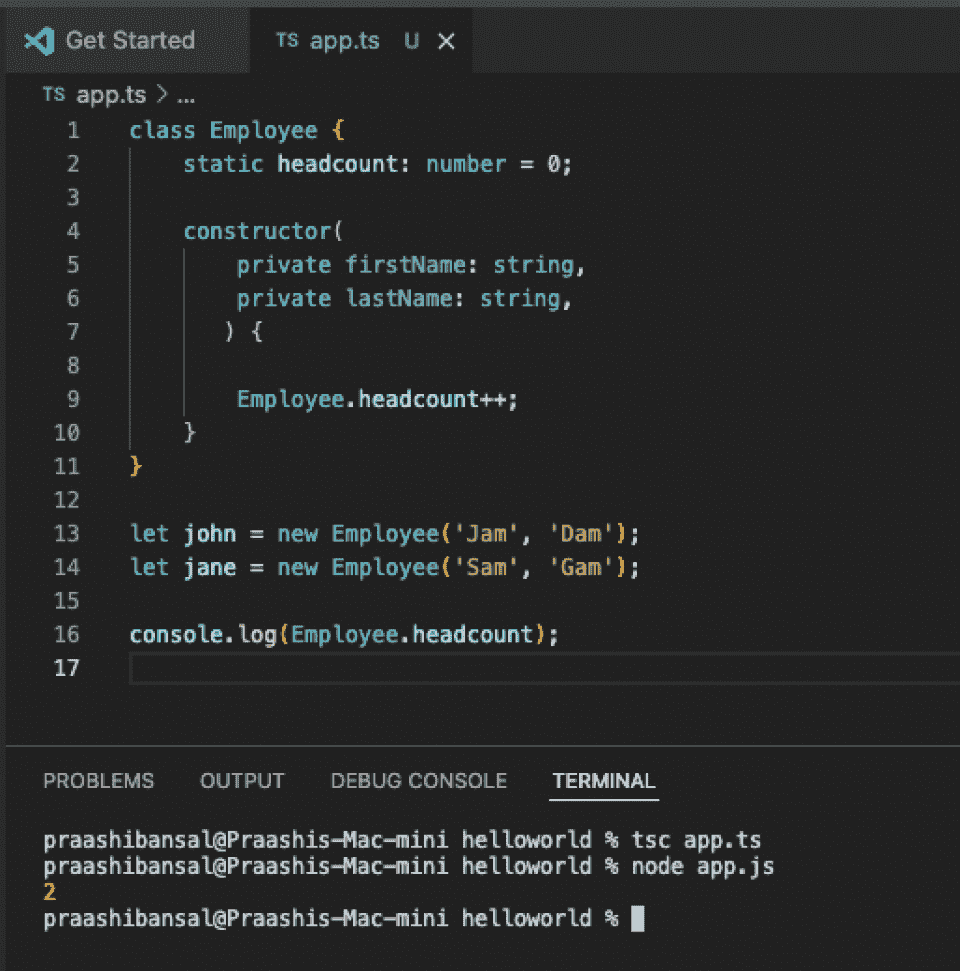 Get Started TS app.ts U ×
TS app.ts > ...
1 class Employee {
2 static headcount: number = 0;
3
4 constructor(
5 private firstName: string,
6 private lastName: string,
7 ) {
8
9 Employee.headcount++;
10 }
11 }
12
13 let john = new Employee('Jam', 'Dam');
14 let jane = new Employee('Sam', 'Gam');
15
16 console.log(Employee.headcount);
17
PROBLEMS OUTPUT DEBUG CONSOLE TERMINAL
praashibansal@Praashis-Mac-mini helloworld % tsc app.ts
praashibansal@Praashis-Mac-mini helloworld % node app.js
2
praashibansal@Praashis-Mac-mini helloworld %